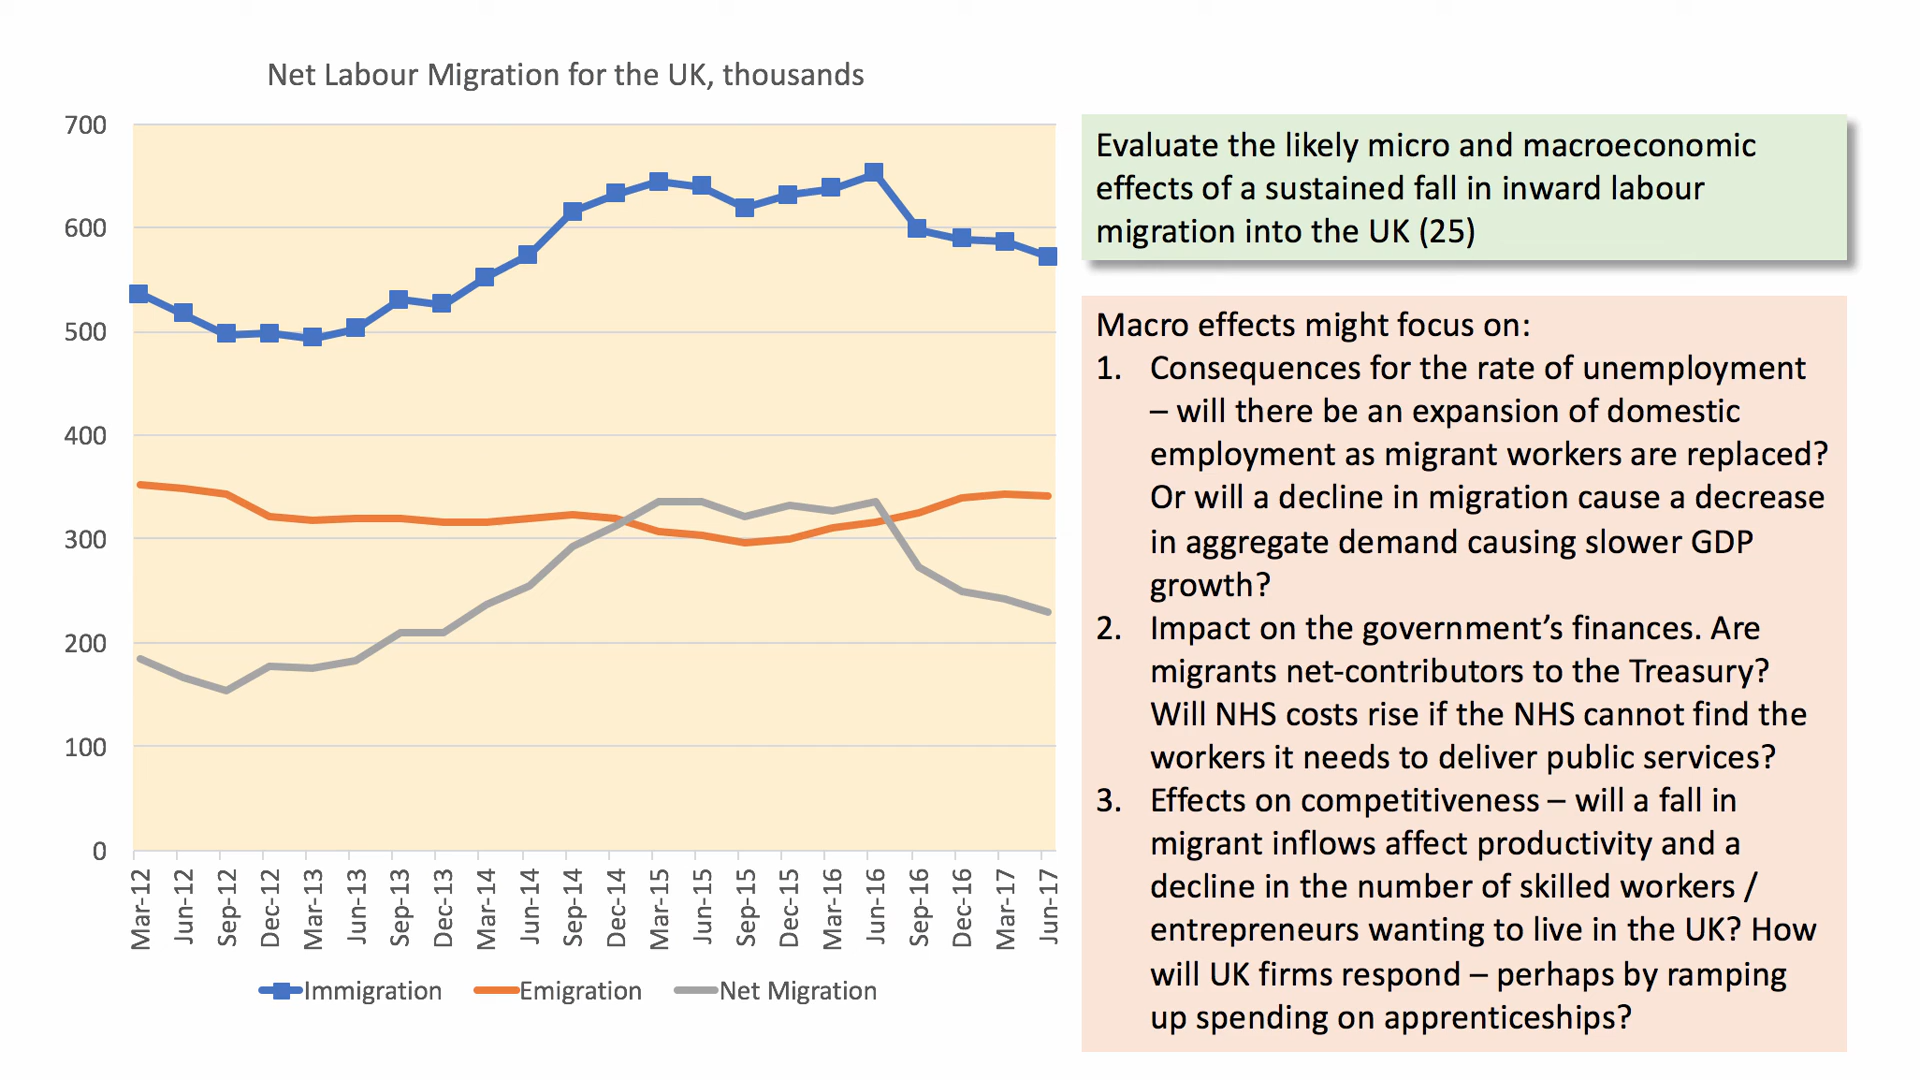 Net Labour Migration for the UK, thousands
700
600
500
400
300
200
100
0
Mar-12
Jun-12
Sep-12
Dec-12
Mar-13
Jun-13
Sep-13
Dec-13
Mar-14
Jun-14
Sep-14
Dec-14
Mar-15
Jun-15
Sep-15
Dec-15
Mar-16
Jun-16
Sep-16
Dec-16
Mar-17
Jun-17
Immigration
Emigration
Net Migration
Evaluate the likely micro and macroeconomic
effects of a sustained fall in inward labour
migration into the UK (25)
Macro effects might focus on:
1. Consequences for the rate of unemployment
– will there be an expansion of domestic
employment as migrant workers are replaced?
Or will a decline in migration cause a decrease
in aggregate demand causing slower GDP
growth?
2. Impact on the government’s finances. Are
migrants net-contributors to the Treasury?
Will NHS costs rise if the NHS cannot find the
workers it needs to deliver public services?
3. Effects on competitiveness – will a fall in
migrant inflows affect productivity and a
decline in the number of skilled workers /
entrepreneurs wanting to live in the UK? How
will UK firms respond – perhaps by ramping
up spending on apprenticeships?